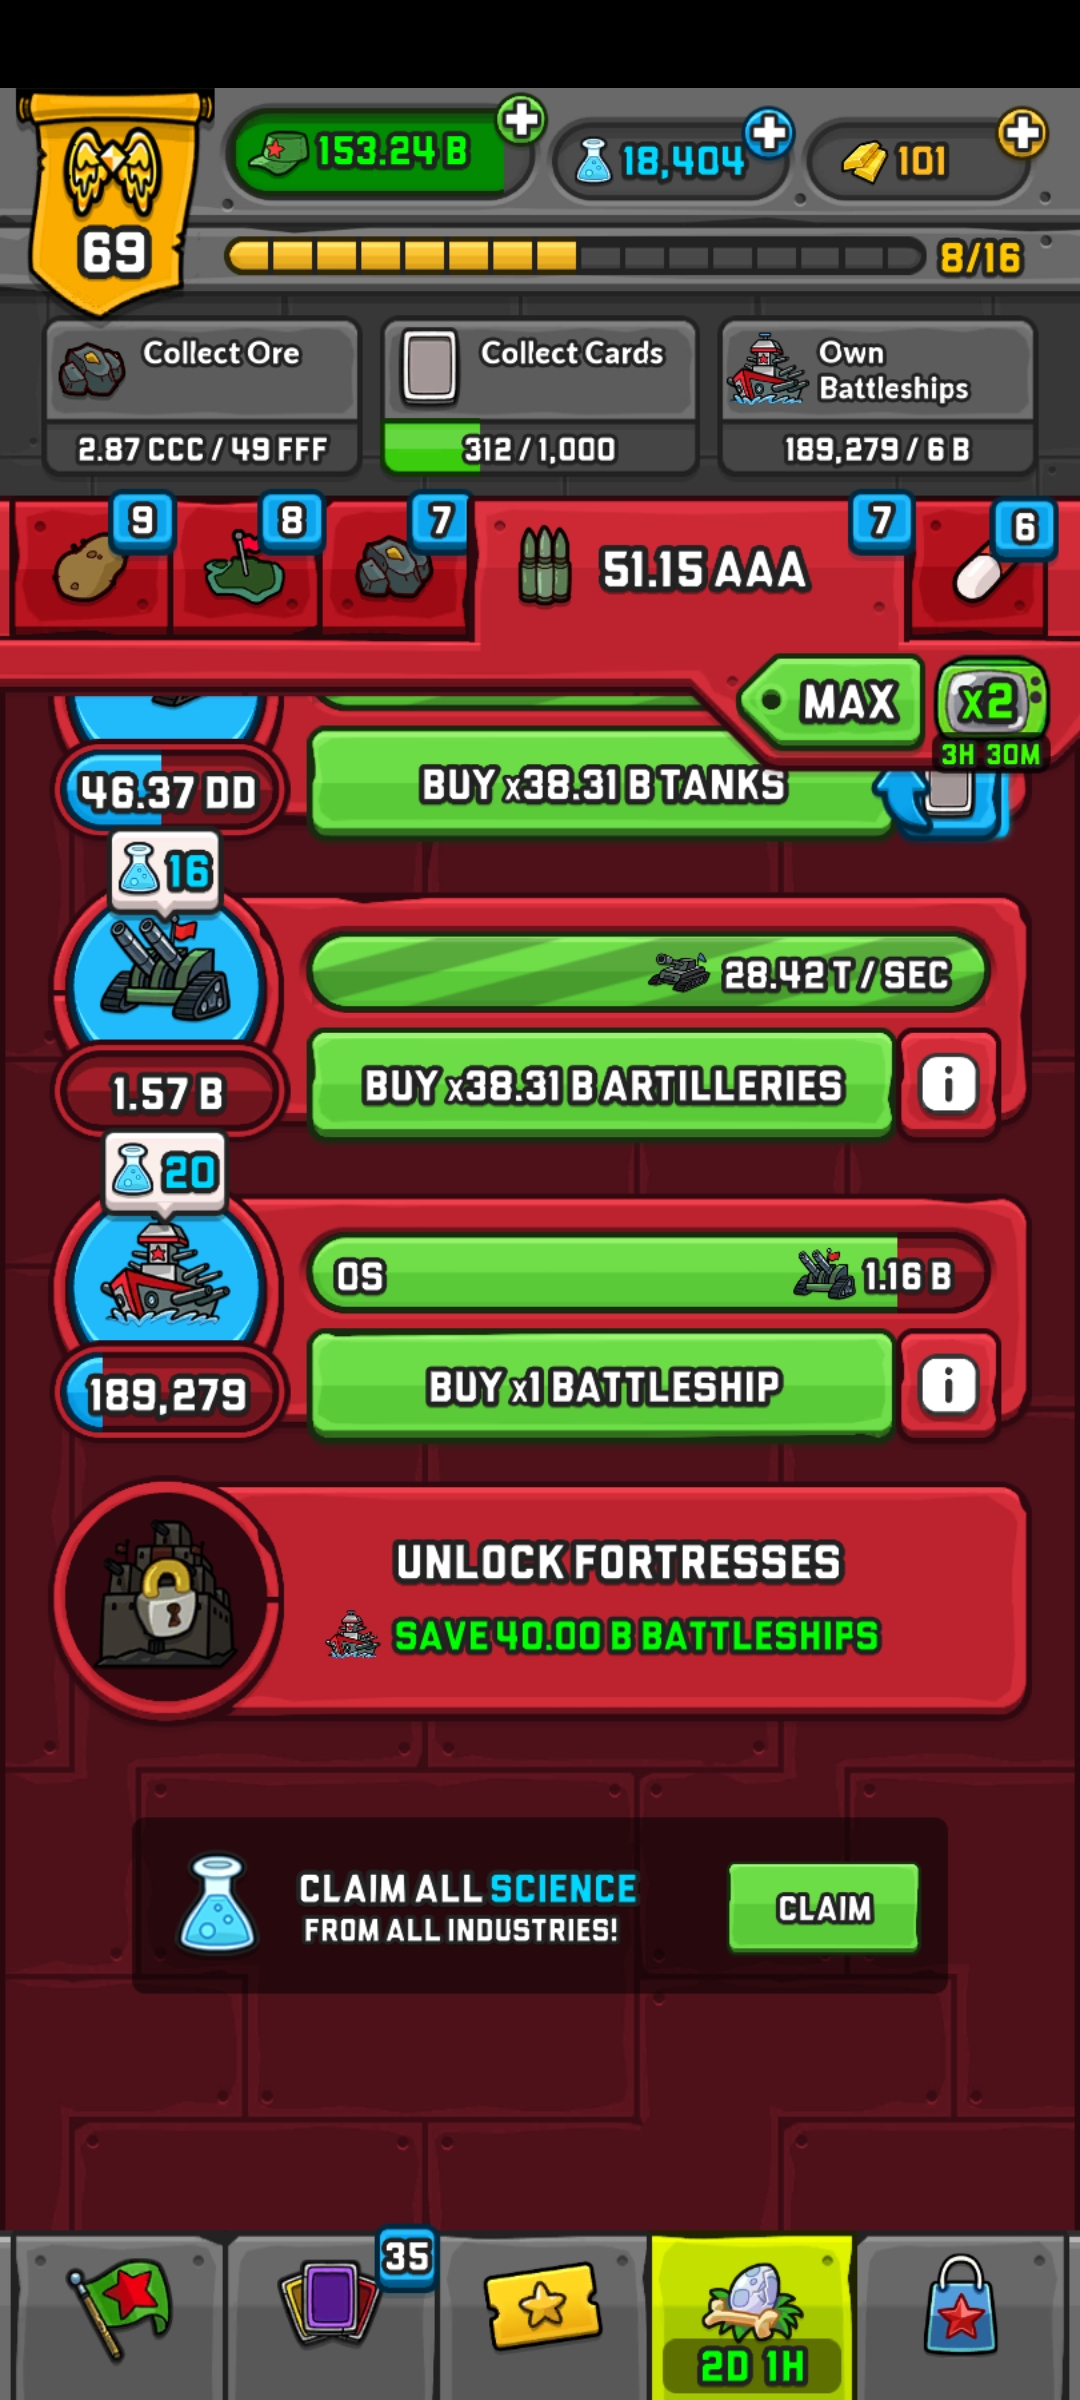 69
153.24 B
18,404
101
8/16
Collect Ore
2.87 CCC / 49 FFF
Collect Cards
312 / 1,000
Own
Battleships
189,279 / 6 B
9
8
7
51.15 AAA
7
6
MAX
x2
3H 30M
46.37 DD
BUY x38.31 B TANKS
16
28.42 T / SEC
1.57 B
BUY x38.31 B ARTILLERIES
i
20
0S
1.16 B
189,279
BUY x1 BATTLESHIP
i
UNLOCK FORTRESSES
SAVE 40.00 B BATTLESHIPS
CLAIM ALL SCIENCE
FROM ALL INDUSTRIES!
CLAIM
35
2D 1H